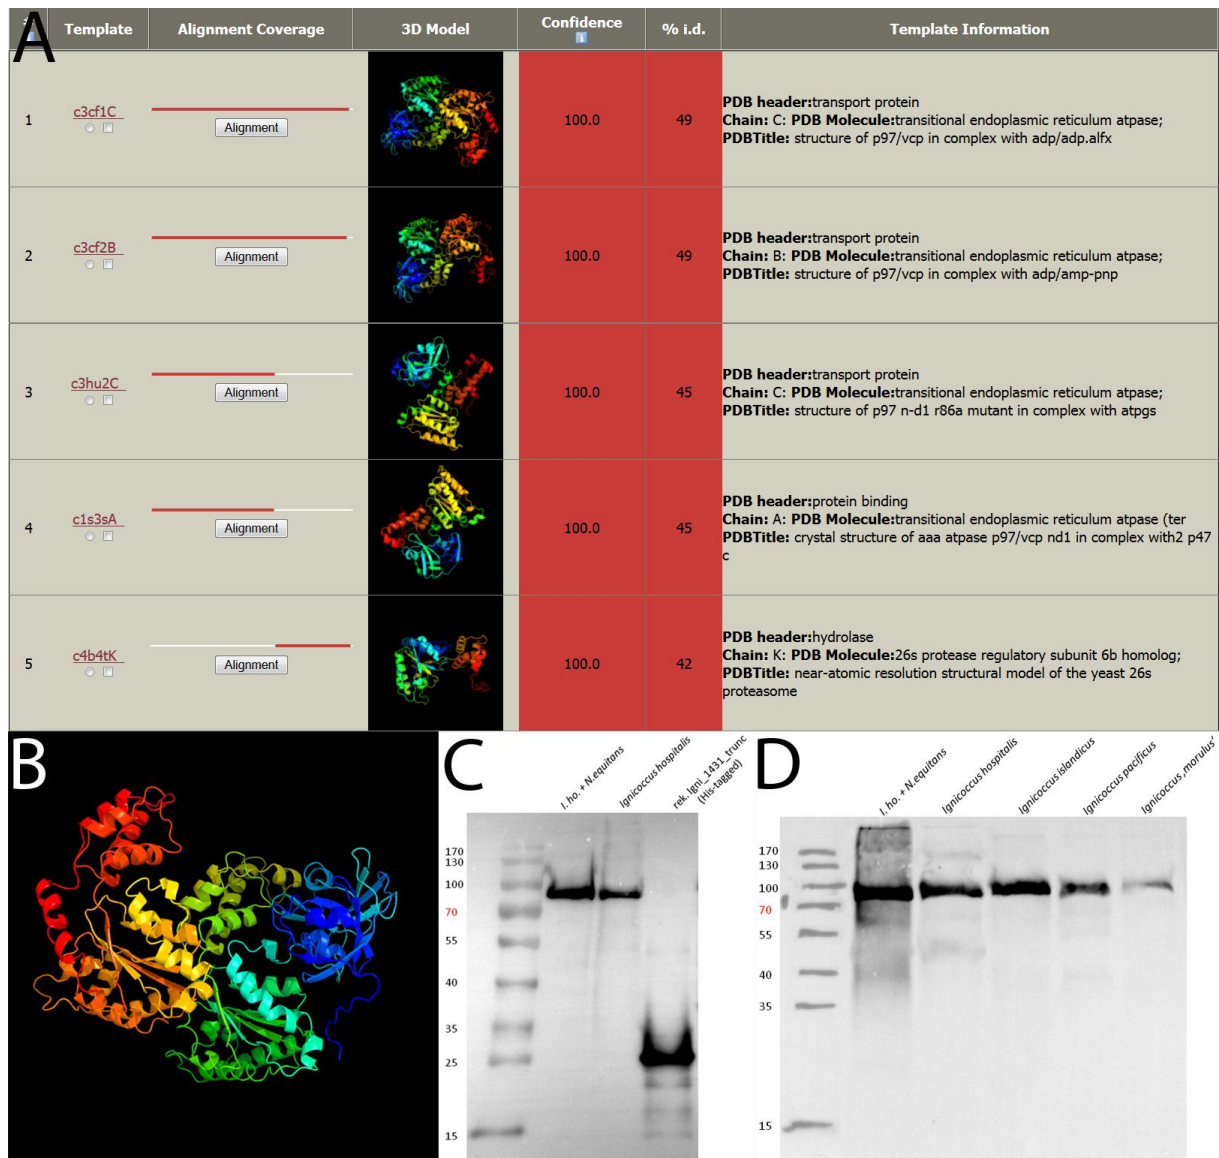 A
#
Template
Alignment Coverage
3D Model
Confidence
i
% i.d.
Template Information
1
c3cf1C
Alignment
100.0
49
PDB header:transport protein
Chain: C: PDB Molecule:transitional endoplasmic reticulum atpase;
PDBTitle: structure of p97/vcp in complex with adp/adp.alfx
2
c3cf2B
Alignment
100.0
49
PDB header:transport protein
Chain: B: PDB Molecule:transitional endoplasmic reticulum atpase;
PDBTitle: structure of p97/vcp in complex with adp/amp-pnp
3
c3hu2C
Alignment
100.0
45
PDB header:transport protein
Chain: C: PDB Molecule:transitional endoplasmic reticulum atpase;
PDBTitle: structure of p97 n-d1 r86a mutant in complex with atpgs
4
c1s3sA
Alignment
100.0
45
PDB header:protein binding
Chain: A: PDB Molecule:transitional endoplasmic reticulum atpase (ter
PDBTitle: crystal structure of aaa atpase p97/vcp nd1 in complex with2 p47
c
5
c4b4tK
Alignment
100.0
42
PDB header:hydrolase
Chain: K: PDB Molecule:26s protease regulatory subunit 6b homolog;
PDBTitle: near-atomic resolution structural model of the yeast 26s
proteasome
B
C
I. ho. + N.equitans
Ignicoccus hospitalis
rek. Igni_1431_trunc
(His-tagged)
170
130
100
70
55
40
35
25
15
D
I. ho. + N.equitans
Ignicoccus hospitalis
Ignicoccus islandicus
Ignicoccus pacificus
Ignicoccus ‚morulus‘
170
130
100
70
55
40
35
15